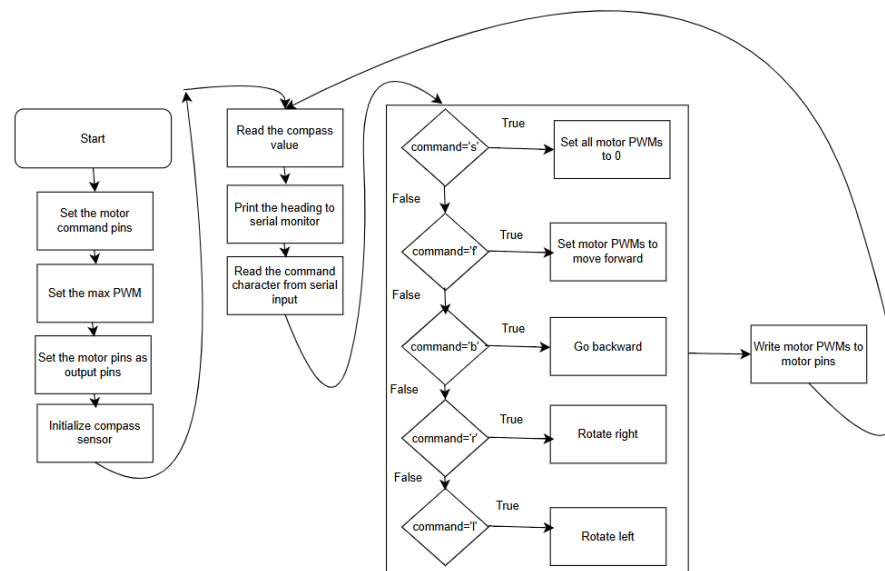 Start
Set the motor
command pins
Set the max PWM
Set the motor pins as
output pins
Initialize compass
sensor
Read the compass
value
Print the heading to
serial monitor
Read the command
character from serial
input
command='s'
True
Set all motor PWMs
to 0
False
command='f'
True
Set motor PWMs to
move forward
False
command='b'
True
Go backward
False
command='r'
True
Rotate right
False
command='l'
True
Rotate left
Write motor PWMs to
motor pins